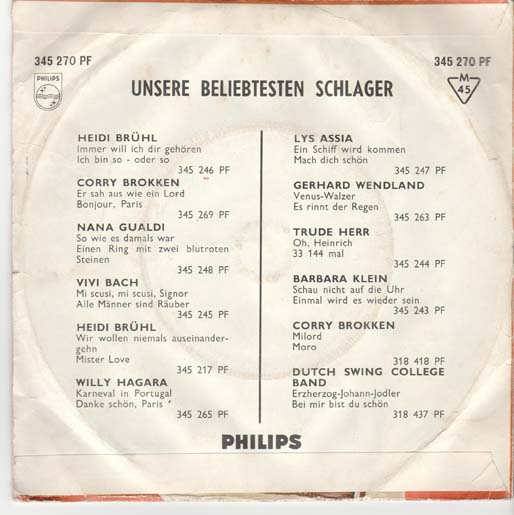 345 270 PF
345 270 PF
PHILIPS
M
45
UNSERE BELIEBTESTEN SCHLAGER
HEIDI BRÜHL
Immer will ich dir gehören
Ich bin so - oder so
345 246 PF
CORRY BROKKEN
Er sah aus wie ein Lord
Bonjour, Paris
345 269 PF
NANA GUALDI
So wie es damals war
Einen Ring mit zwei blutroten
Steinen
345 248 PF
VIVI BACH
Mi scusi, mi scusi, Signor
Alle Männer sind Räuber
345 245 PF
HEIDI BRÜHL
Wir wollen niemals auseinander-
gehn
Mister Love
345 217 PF
WILLY HAGARA
Karneval in Portugal
Danke schön, Paris
345 265 PF
LYS ASSIA
Ein Schiff wird kommen
Mach dich schön
345 247 PF
GERHARD WENDLAND
Venus-Walzer
Es rinnt der Regen
345 263 PF
TRUDE HERR
Oh, Heinrich
33 144 mal
345 244 PF
BARBARA KLEIN
Schau nicht auf die Uhr
Einmal wird es wieder sein
345 243 PF
CORRY BROKKEN
Milord
Moro
318 418 PF
DUTCH SWING COLLEGE
BAND
Erzherzog-Johann-Jodler
Bei mir bist du schön
318 437 PF
PHILIPS